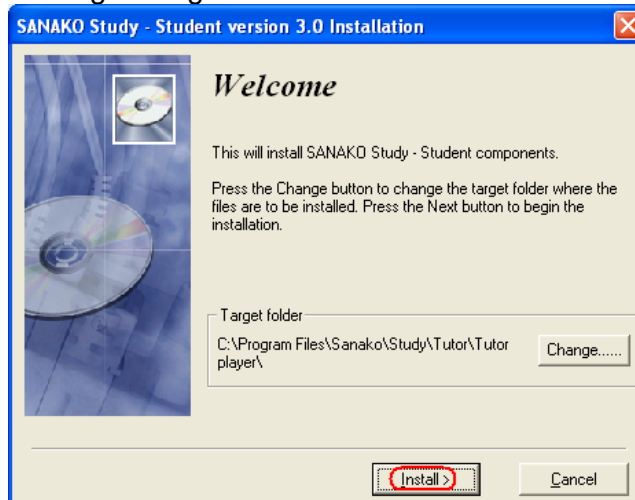 SANAKO Study - Student version 3.0 Installation
Welcome
This will install SANAKO Study - Student components.
Press the Change button to change the target folder where the
files are to be installed. Press the Next button to begin the
installation.
Target folder
C:\Program Files\Sanako\Study\Tutor\Tutor
player\
Change......
Install >
Cancel